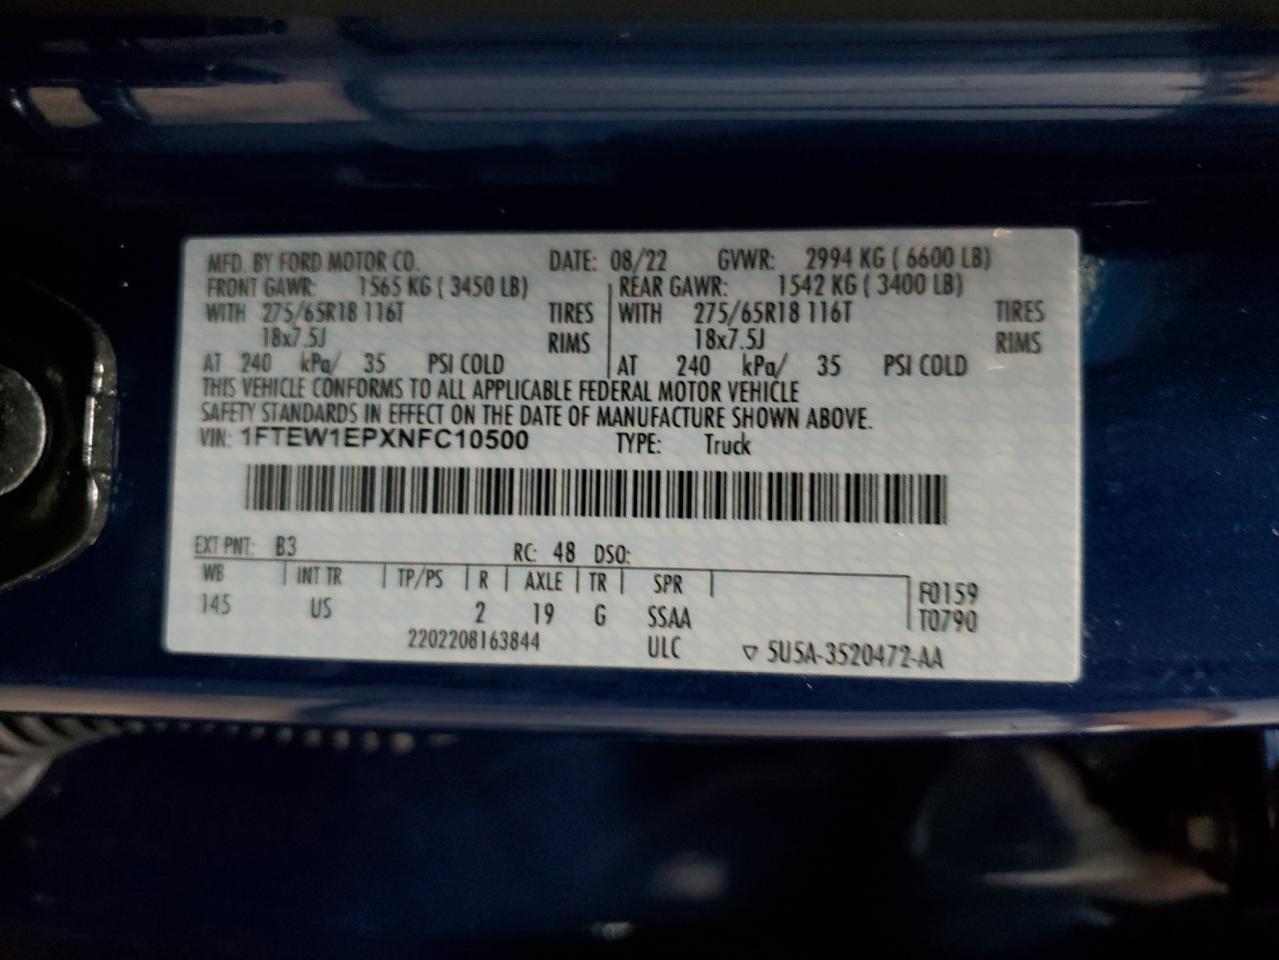 MFD. BY FORD MOTOR CO. DATE: 08/22 GVWR: 2994 KG ( 6600 LB)
FRONT GAWR: 1565 KG ( 3450 LB) REAR GAWR: 1542 KG ( 3400 LB)
WITH 275/65R18 116T TIRES WITH 275/65R18 116T TIRES
18x7.5J RIMS 18x7.5J RIMS
AT 240 kPa/ 35 PSI COLD AT 240 kPa/ 35 PSI COLD
THIS VEHICLE CONFORMS TO ALL APPLICABLE FEDERAL MOTOR VEHICLE
SAFETY STANDARDS IN EFFECT ON THE DATE OF MANUFACTURE SHOWN ABOVE.
VIN: 1FTEW1EPXNFC10500 TYPE: Truck
EXT PNT: B3 RC: 48 DSO:
WB INT TR TP/PS R AXLE TR SPR F0159
145 US 2 19 G SSAA T0790
2202208163844 ULC ▽ 5U5A-3520472-AA